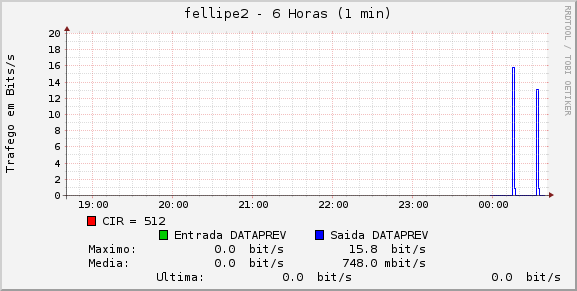 fellipe2 - 6 Horas (1 min)
RRDTOOL / TOBI OETIKER
Trafego em Bits/s
20
18
16
14
12
10
8
6
4
2
0
19:00 20:00 21:00 22:00 23:00 00:00
CIR = 512
Entrada DATAPREV Saida DATAPREV
Maximo: 0.0 bit/s 15.8 bit/s
Media: 0.0 bit/s 748.0 mbit/s
Ultima: 0.0 bit/s 0.0 bit/s